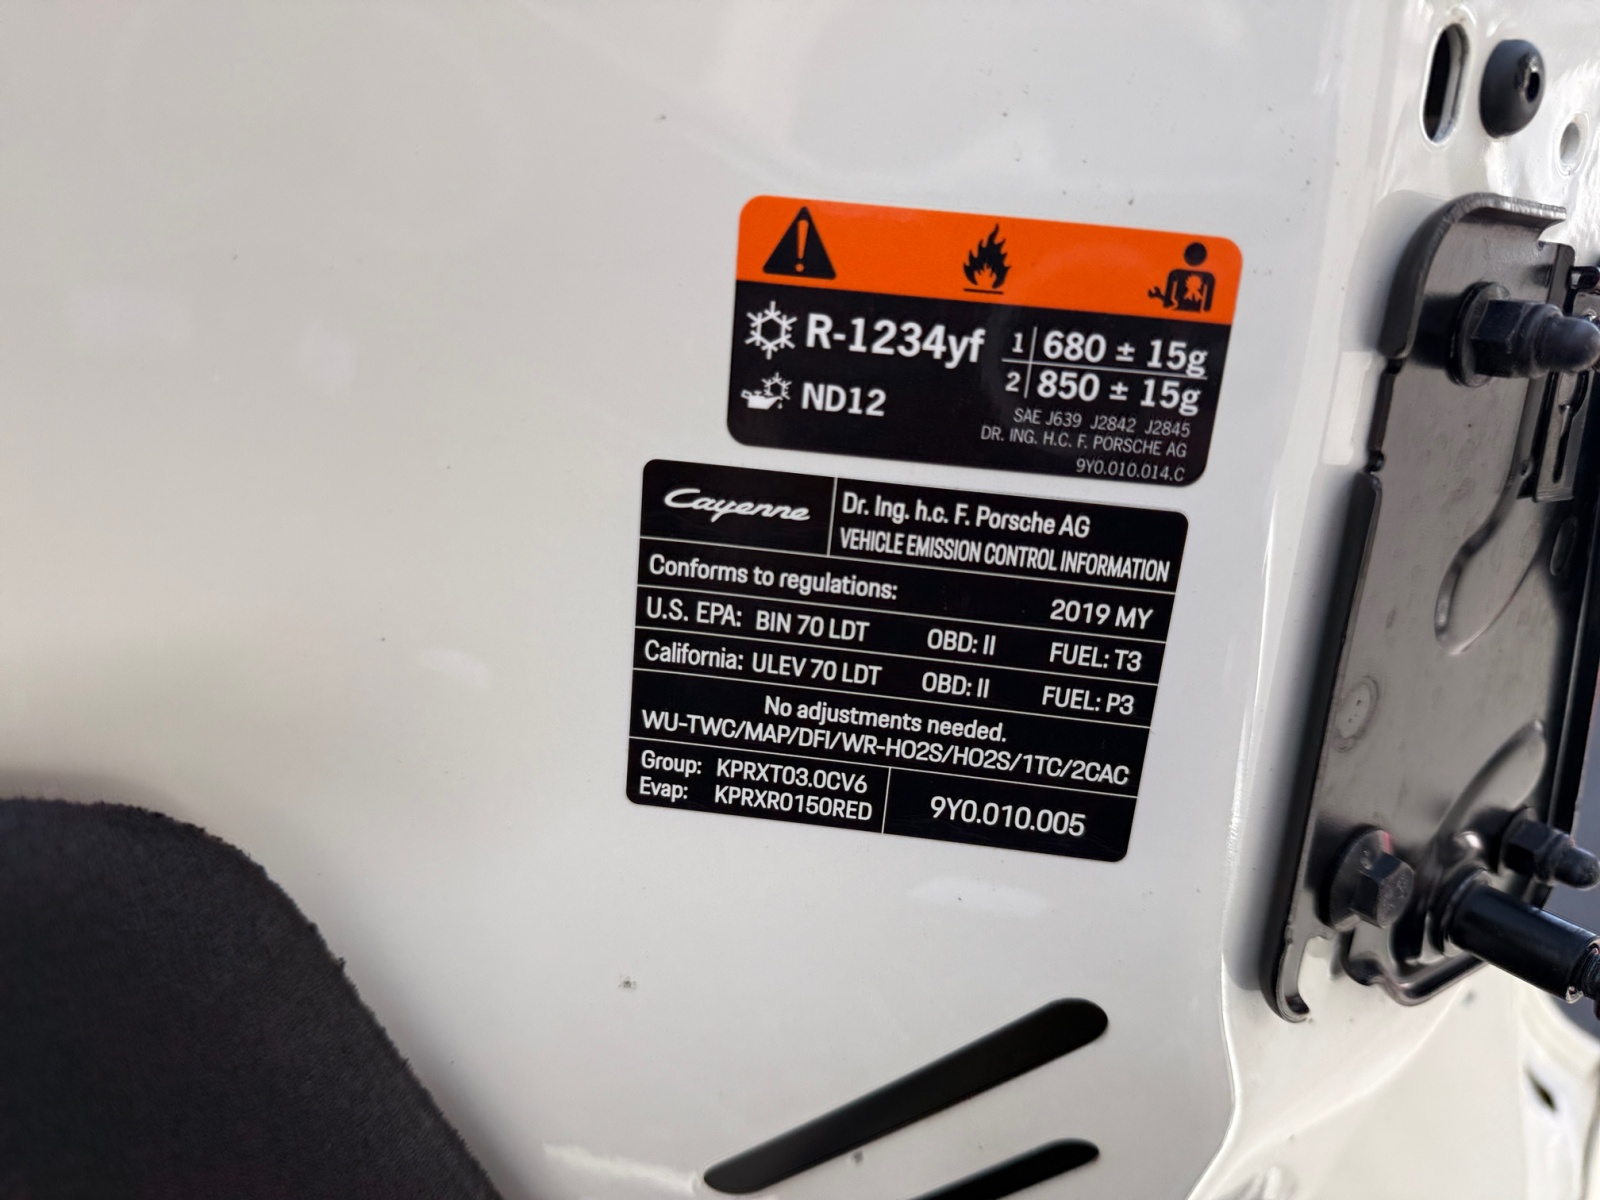 R-1234yf 1 680 ± 15g
2 850 ± 15g
ND12
SAE J639 J2842 J2845
DR. ING. H.C. F. PORSCHE AG
9Y0.010.014.C
Cayenne
Dr. Ing. h.c. F. Porsche AG
VEHICLE EMISSION CONTROL INFORMATION
Conforms to regulations: 2019 MY
U.S. EPA: BIN 70 LDT OBD: II FUEL: T3
California: ULEV 70 LDT OBD: II FUEL: P3
No adjustments needed.
WU-TWC/MAP/DFI/WR-HO2S/HO2S/1TC/2CAC
Group: KPRXT03.0CV6
Evap: KPRXR0150RED
9Y0.010.005